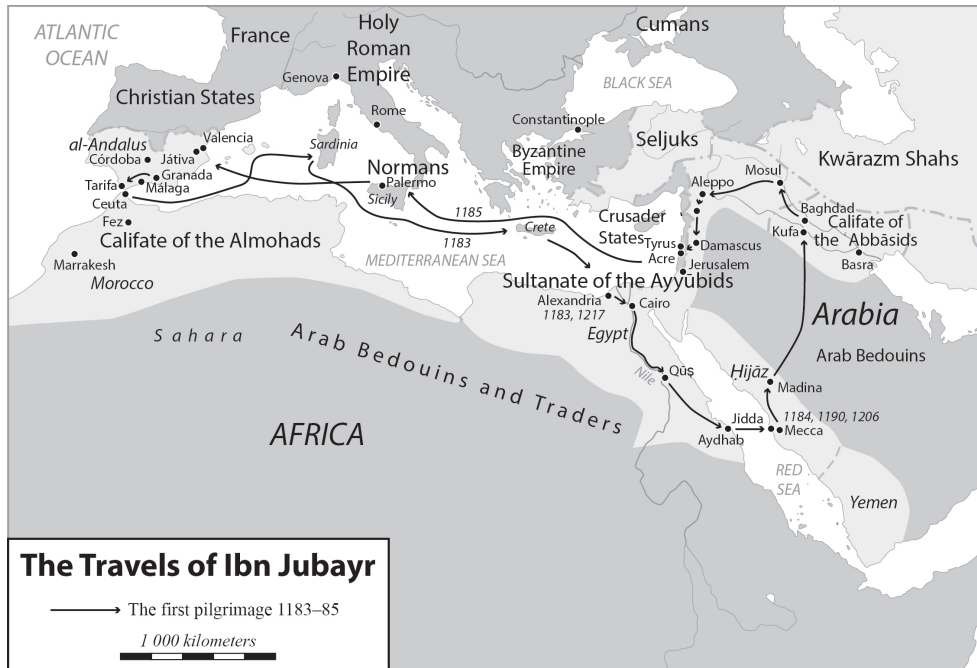 ATLANTIC
OCEAN
France
Holy
Roman
Empire
Cumans
Genova
BLACK SEA
Christian States
Rome
Constantinople
Valencia
al-Andalus
Sardinia
Seljuks
Córdoba
Játiva
Normans
Byzantine
Empire
Kwārazm Shahs
Granada
Mosul
Tarifa
Málaga
Palermo
Aleppo
Ceuta
Sicily
Baghdad
Fez
1185
Crusader
States
Califate of
the Abbāsids
Kufa
Califate of the Almohads
1183
Crete
Tyrus
Damascus
Acre
Basra
Marrakesh
MEDITERRANEAN SEA
Jerusalem
Morocco
Sultanate of the Ayyūbids
Alexandria
1183, 1217
Cairo
Arabia
Sahara
Egypt
Arab Bedouins and Traders
Arab Bedouins
Nile
Qūṣ
Ḥijāz
Madina
AFRICA
Jidda
1184, 1190, 1206
Aydhab
Mecca
RED
SEA
Yemen
The Travels of Ibn Jubayr
The first pilgrimage 1183–85
1 000 kilometers